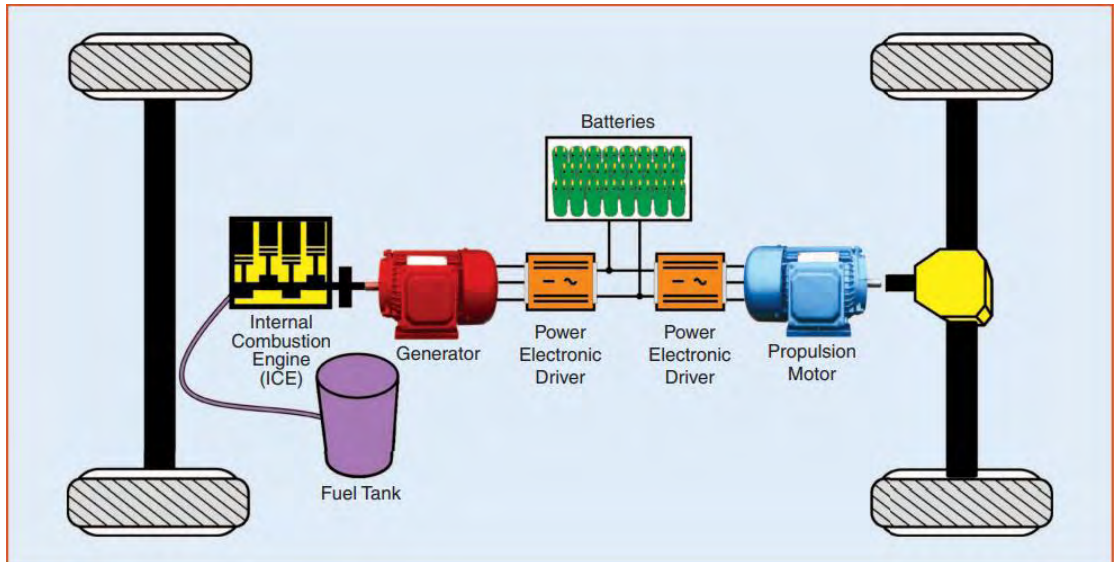 Batteries
Internal
Combustion
Engine
(ICE)
Generator
Power
Electronic
Driver
Power
Electronic
Driver
Propulsion
Motor
Fuel Tank